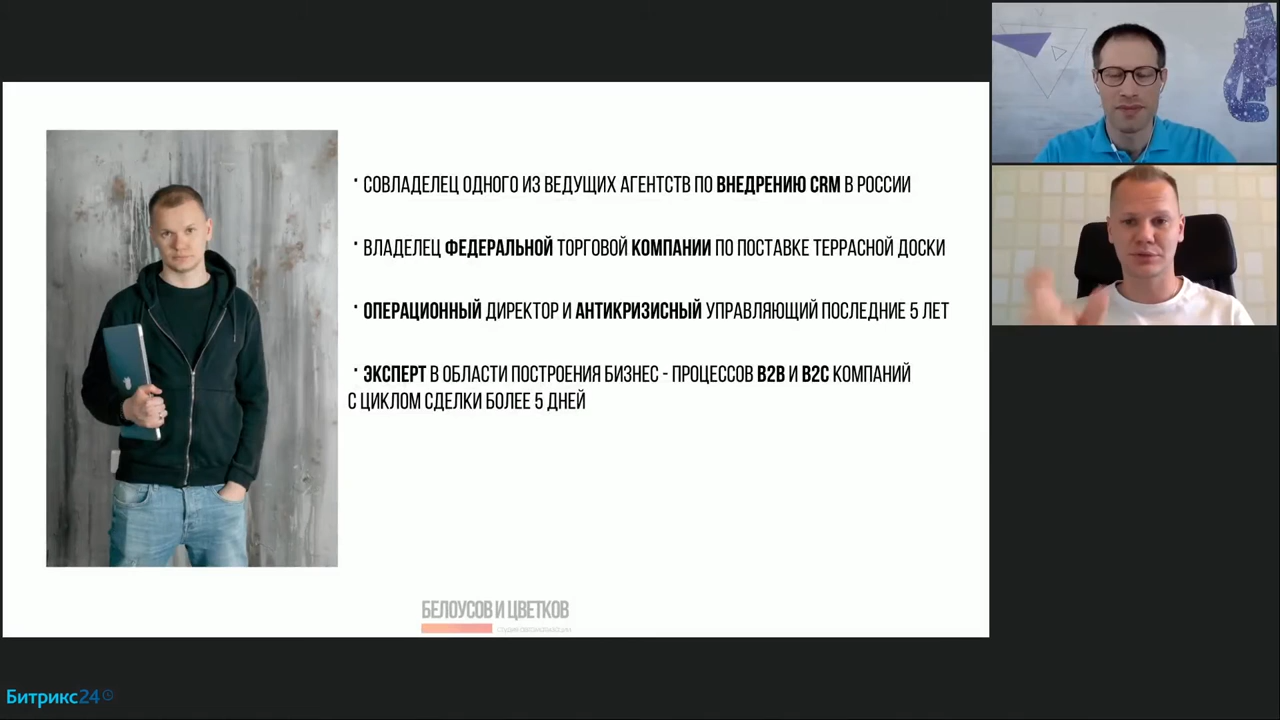 · СОВЛАДЕЛЕЦ ОДНОГО ИЗ ВЕДУЩИХ АГЕНТСТВ ПО ВНЕДРЕНИЮ CRM В РОССИИ
· ВЛАДЕЛЕЦ ФЕДЕРАЛЬНОЙ ТОРГОВОЙ КОМПАНИИ ПО ПОСТАВКЕ ТЕРРАСНОЙ ДОСКИ
· ОПЕРАЦИОННЫЙ ДИРЕКТОР И АНТИКРИЗИСНЫЙ УПРАВЛЯЮЩИЙ ПОСЛЕДНИЕ 5 ЛЕТ
· ЭКСПЕРТ В ОБЛАСТИ ПОСТРОЕНИЯ БИЗНЕС - ПРОЦЕССОВ B2B И B2C КОМПАНИЙ
С ЦИКЛОМ СДЕЛКИ БОЛЕЕ 5 ДНЕЙ
БЕЛОУСОВ И ЦВЕТКОВ
Битрикс24